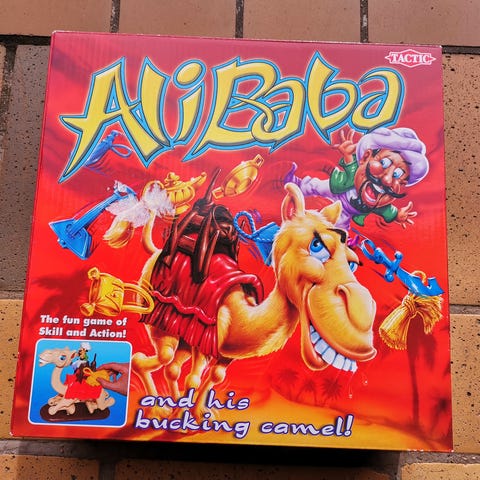 TACTIC
AliBaba
The fun game of
Skill and Action!
and his
bucking camel!